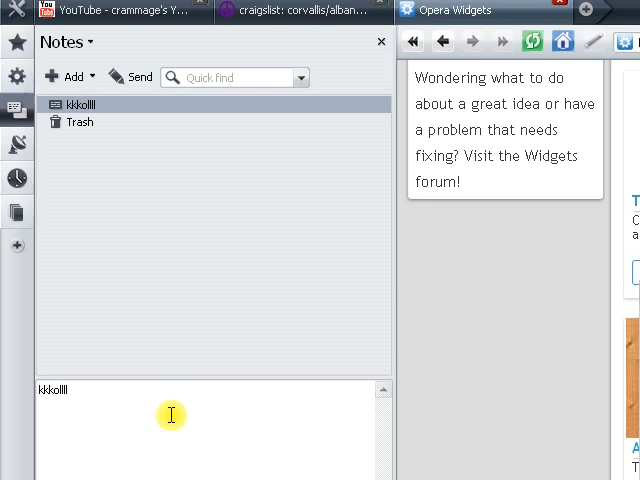 YouTube - crammage's Y...
craigslist: corvallis/alban...
Opera Widgets
Notes
Add
Send
Quick find
kkkollll
Trash
kkkollll
Wondering what to do
about a great idea or have
a problem that needs
fixing? Visit the Widgets
forum!